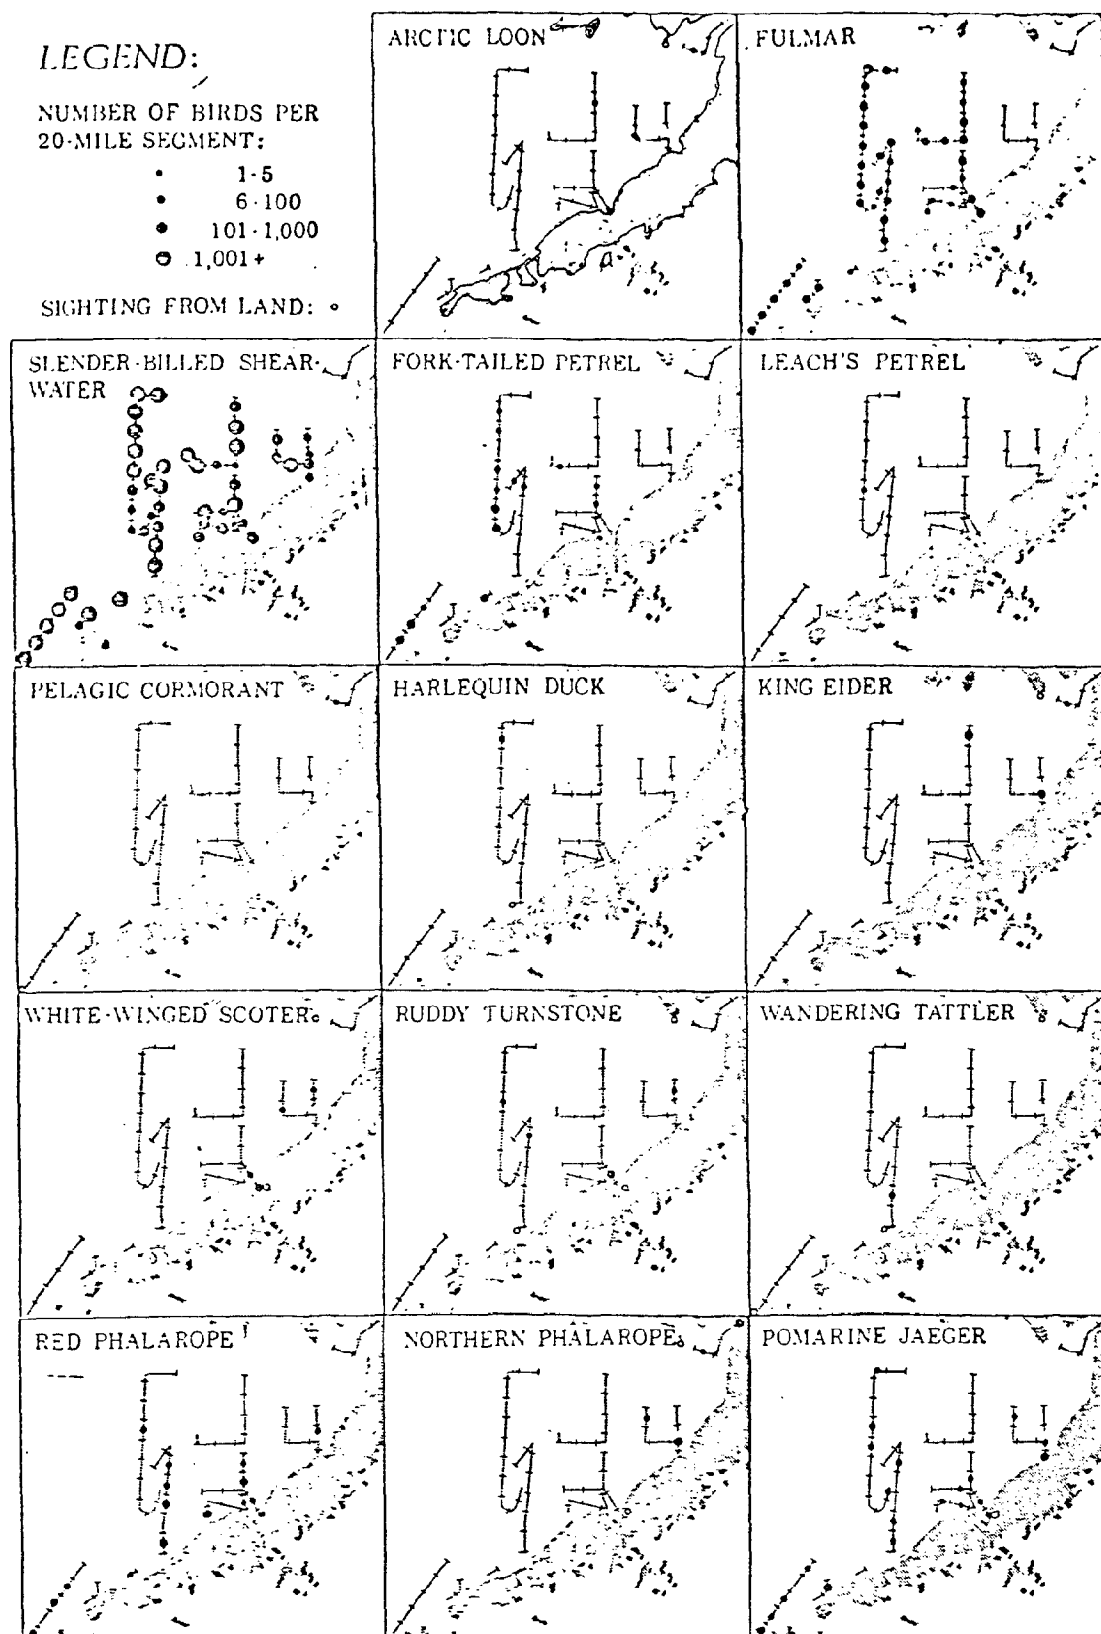 LEGEND:
NUMBER OF BIRDS PER
20-MILE SEGMENT:
1-5
6-100
101-1,000
1,001+
SIGHTING FROM LAND:
ARCTIC LOON
FULMAR
SLENDER-BILLED SHEAR-
WATER
FORK-TAILED PETREL
LEACH'S PETREL
PELAGIC CORMORANT
HARLEQUIN DUCK
KING EIDER
WHITE-WINGED SCOTER
RUDDY TURNSTONE
WANDERING TATTLER
RED PHALAROPE
NORTHERN PHALAROPE
POMARINE JAEGER